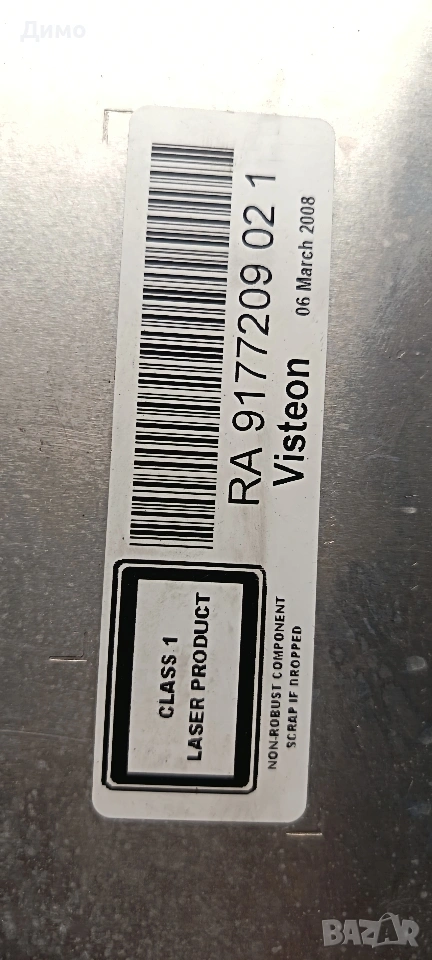 Димо
RA 9177209 02 1
Visteon 06 March 2008
CLASS 1
LASER PRODUCT
NON-ROBUST COMPONENT
SCRAP IF DROPPED
BAZAR